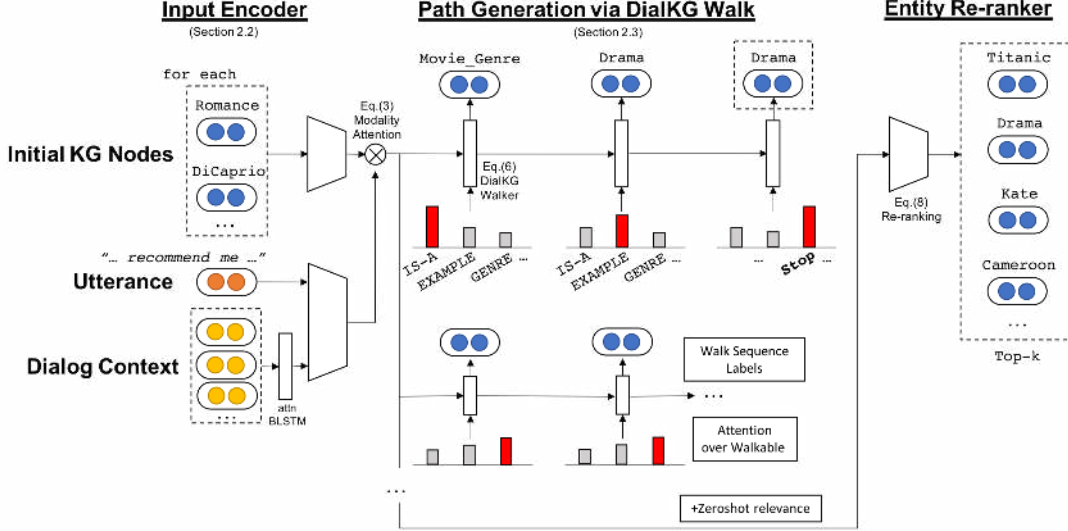 Input Encoder
(Section 2.2)
Path Generation via DialKG Walk
(Section 2.3)
Entity Re-ranker
for each
Romance
DiCaprio
...
Initial KG Nodes
Eq.(3)
Modality
Attention
Movie_Genre
Drama
Drama
Eq.(6)
DialKG
Walker
IS-A
EXAMPLE
GENRE ...
IS-A
EXAMPLE
GENRE ...
...
Stop ...
Eq.(8)
Re-ranking
Titanic
Drama
Kate
Cameroon
...
Top-k
"... recommend me ..."
Utterance
Dialog Context
...
attn
BLSTM
Walk Sequence
Labels
...
Attention
over Walkable
...
+Zeroshot relevance